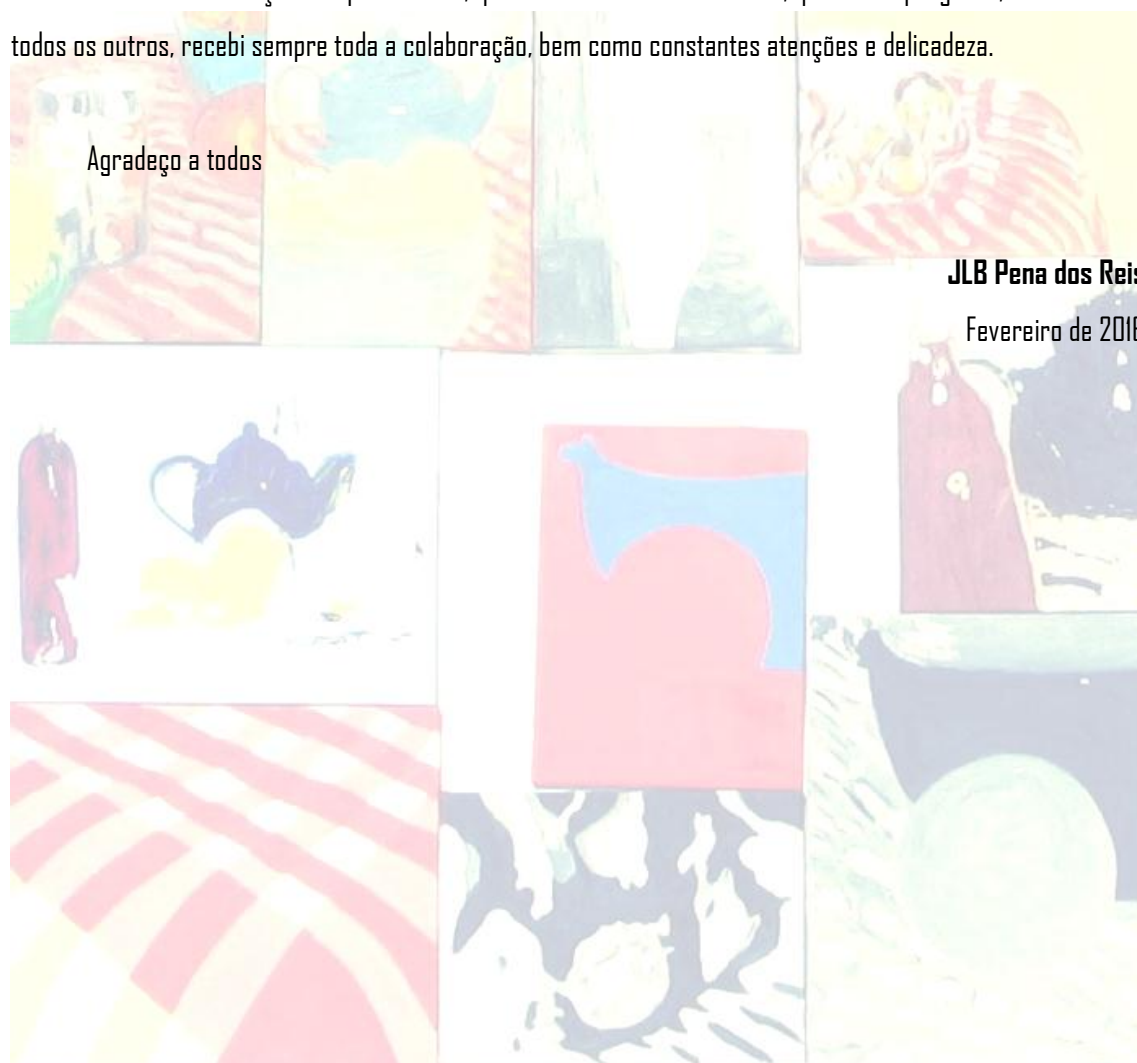 todos os outros, recebi sempre toda a colaboração, bem como constantes atenções e delicadeza.
Agradeço a todos
JLB Pena dos Reis
Fevereiro de 2016